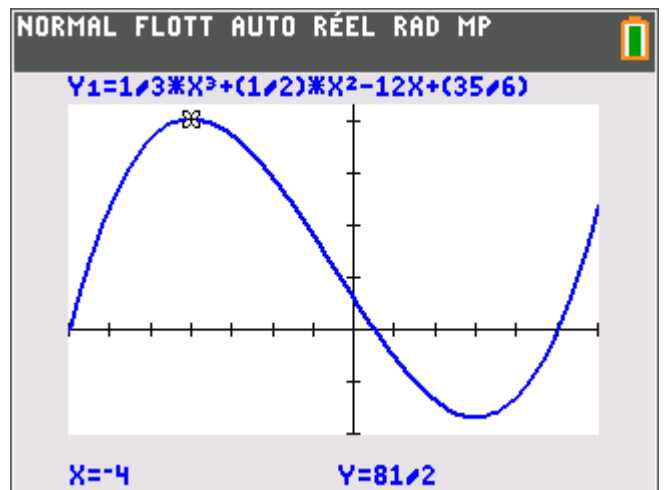 NORMAL FLOTT AUTO RÉEL RAD MP
Y₁=1/3*X³+(1/2)*X²-12X+(35/6)
X=⁻4 Y=81/2